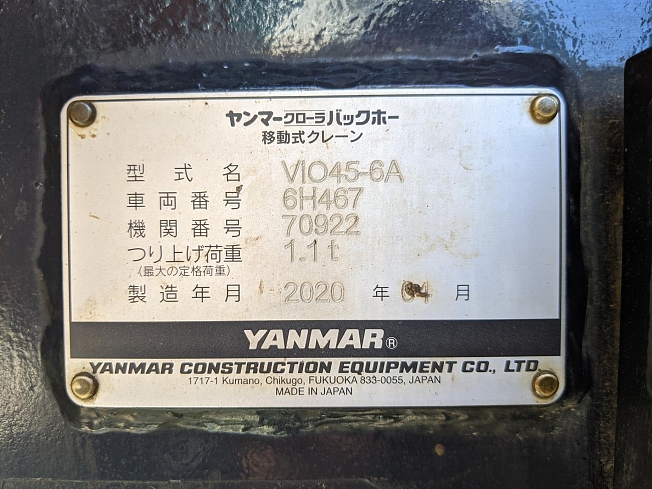 ヤンマークローラバックホー
移動式クレーン
型式名 VIO45-6A
車両番号 6H467
機関番号 70922
つり上げ荷重 1.1t
(最大の定格荷重)
製造年月 2020 年 04 月
YANMAR®
YANMAR CONSTRUCTION EQUIPMENT CO., LTD.
1717-1 Kumano, Chikugo, FUKUOKA 833-0055, JAPAN
MADE IN JAPAN